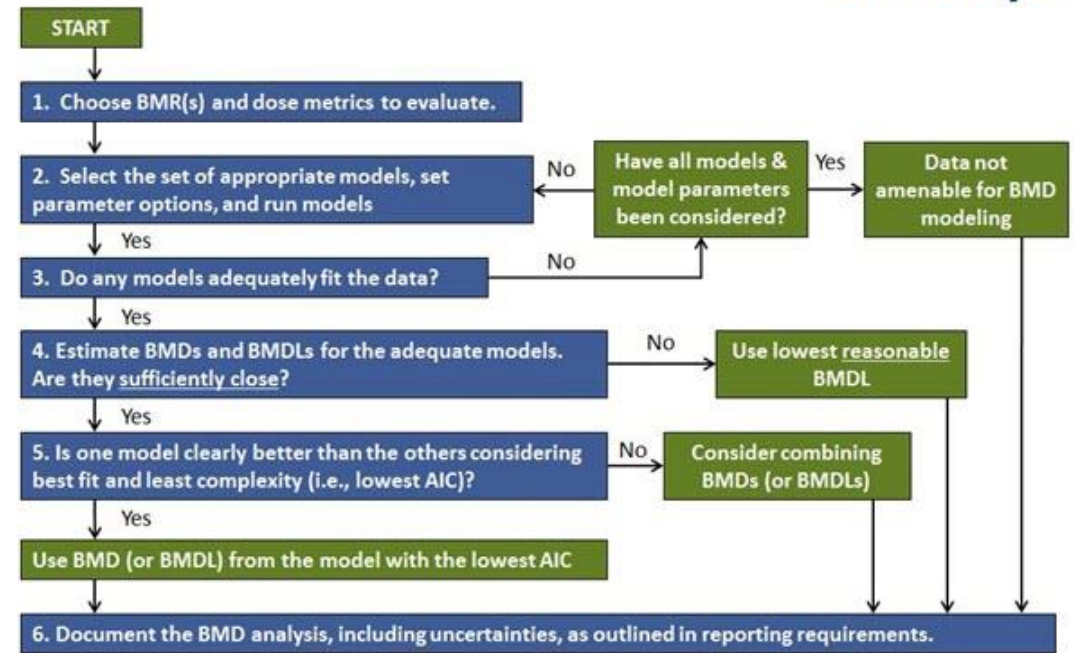 START
1. Choose BMR(s) and dose metrics to evaluate.
2. Select the set of appropriate models, set
parameter options, and run models
No
Have all models &
model parameters
been considered?
Yes
Data not
amenable for BMD
modeling
Yes
3. Do any models adequately fit the data?
No
Yes
4. Estimate BMDs and BMDLs for the adequate models.
Are they sufficiently close?
No
Use lowest reasonable
BMDL
Yes
5. Is one model clearly better than the others considering
best fit and least complexity (i.e., lowest AIC)?
No
Consider combining
BMDs (or BMDLs)
Yes
Use BMD (or BMDL) from the model with the lowest AIC
6. Document the BMD analysis, including uncertainties, as outlined in reporting requirements.